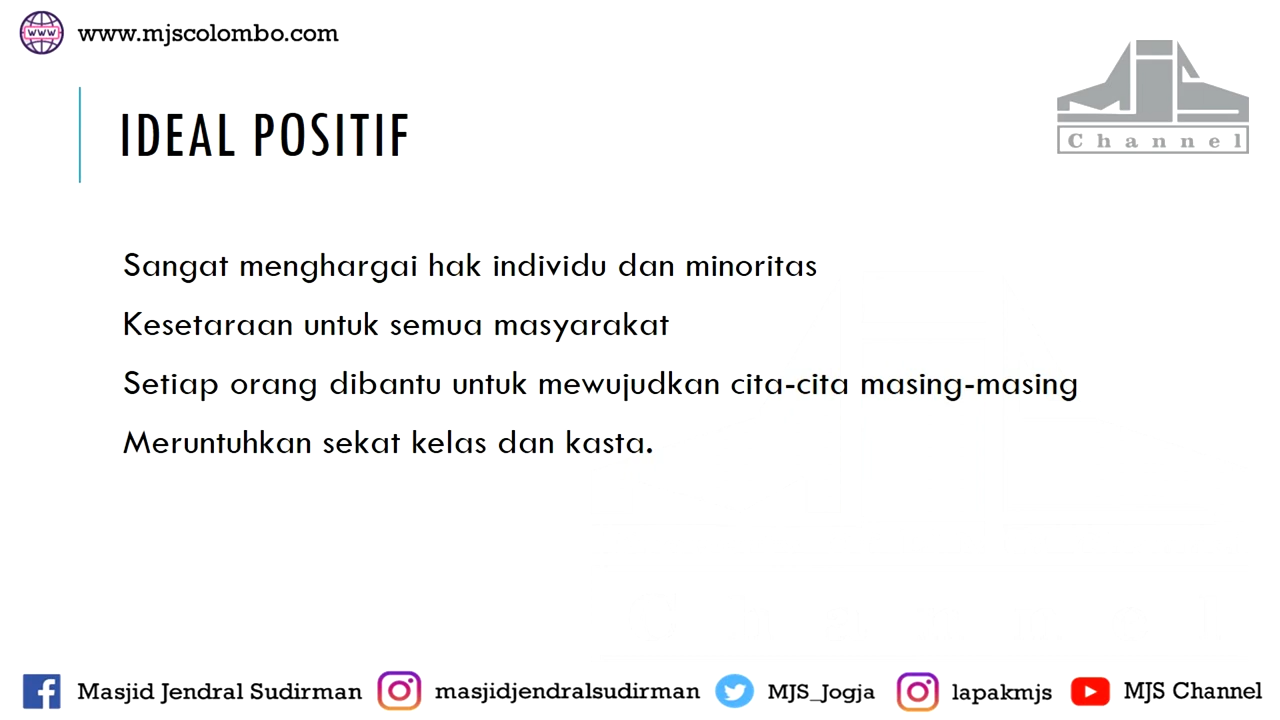 www.mjscolombo.com
MJS
Channel
IDEAL POSITIF
Sangat menghargai hak individu dan minoritas
Kesetaraan untuk semua masyarakat
Setiap orang dibantu untuk mewujudkan cita-cita masing-masing
Meruntuhkan sekat kelas dan kasta.
Masjid Jendral Sudirman masjidjendralsudirman MJS_Jogja lapakmjs MJS Channel